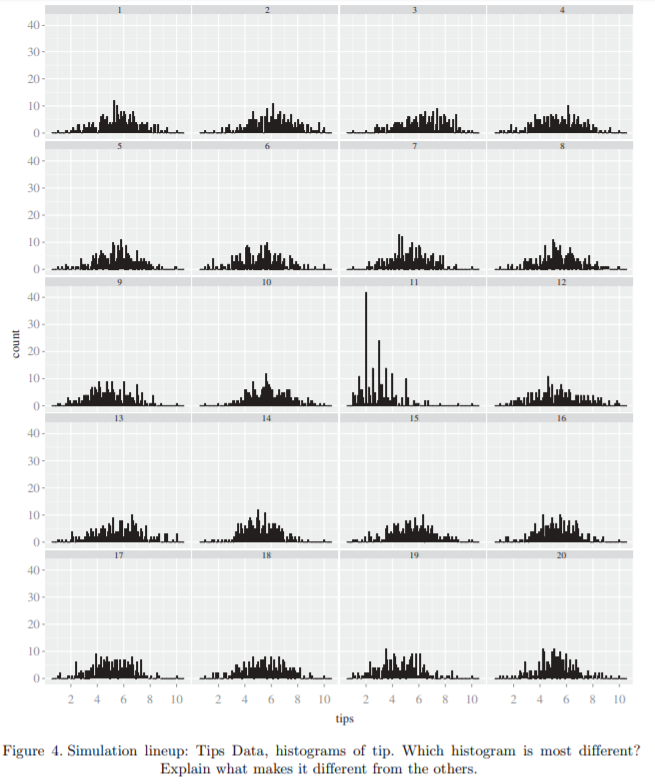 1 2 3 4
40
30
20
10
0
5 6 7 8
40
30
20
10
0
9 10 11 12
40
30
20
10
0
13 14 15 16
40
30
20
10
0
17 18 19 20
40
30
20
10
0
count
2 4 6 8 10 2 4 6 8 10 2 4 6 8 10 2 4 6 8 10
tips
Figure 4. Simulation lineup: Tips Data, histograms of tip. Which histogram is most different?
Explain what makes it different from the others.